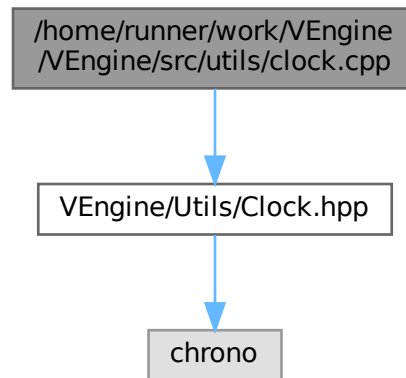 /home/runner/work/VEngine
/VEngine/src/utils/clock.cpp
VEngine/Utils/Clock.hpp
chrono